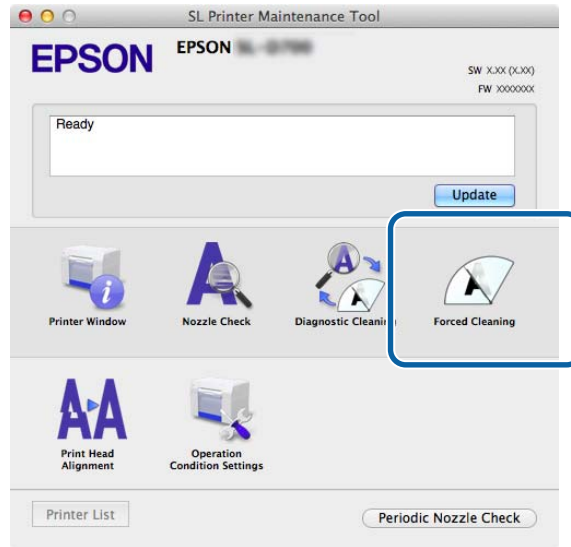 SL Printer Maintenance Tool
EPSON
EPSON
SW X.XX (X.XX)
FW XXXXXXX
Ready
Update
Printer Window
Nozzle Check
Diagnostic Cleaning
Forced Cleaning
Print Head
Alignment
Operation
Condition Settings
Printer List
Periodic Nozzle Check